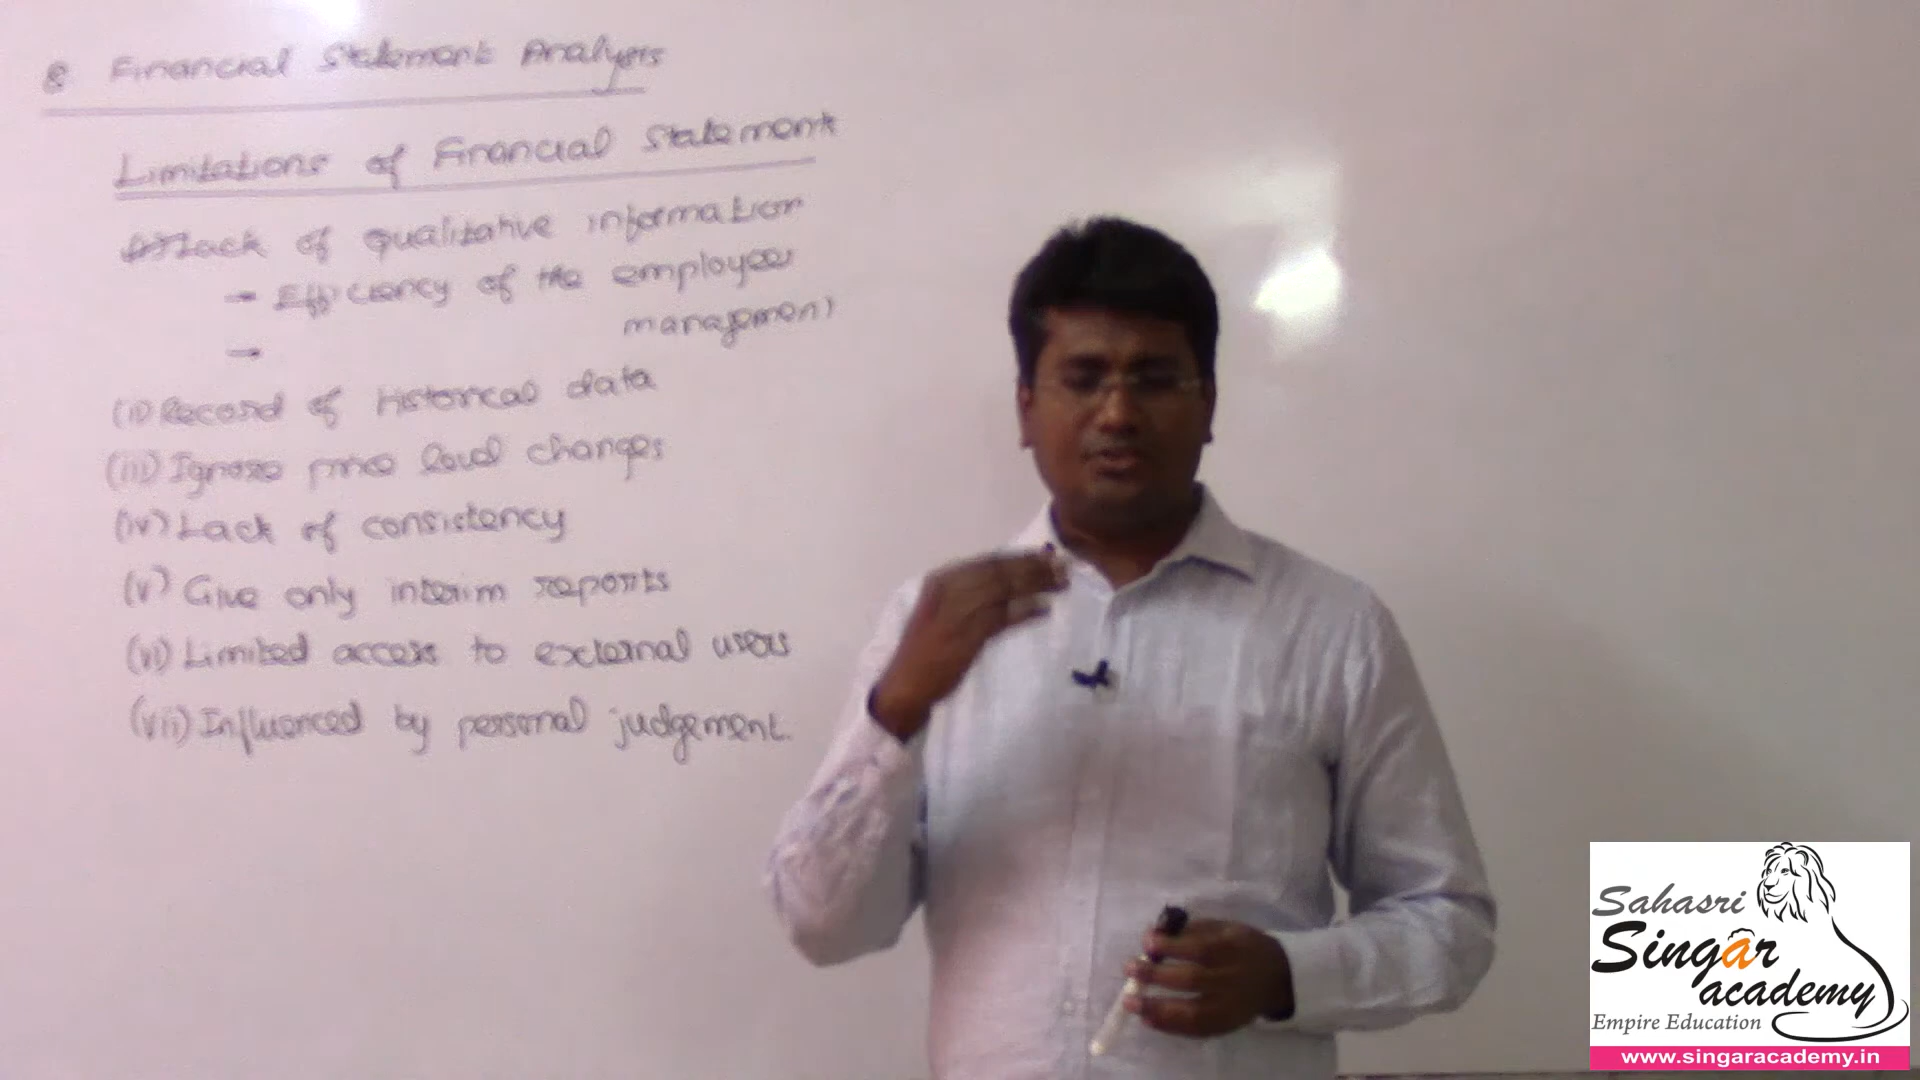 8 Financial Statement Analysis
Limitations of Financial Statement
(i) Lack of qualitative information
→ Efficiency of the employees
management
→
(ii) Record of Historical data
(iii) Ignore price level changes
(iv) Lack of consistency
(v) Give only interim reports
(vi) Limited access to external users
(vii) Influenced by personal judgement.
Sahasri
Singar
academy
Empire Education
www.singaracademy.in